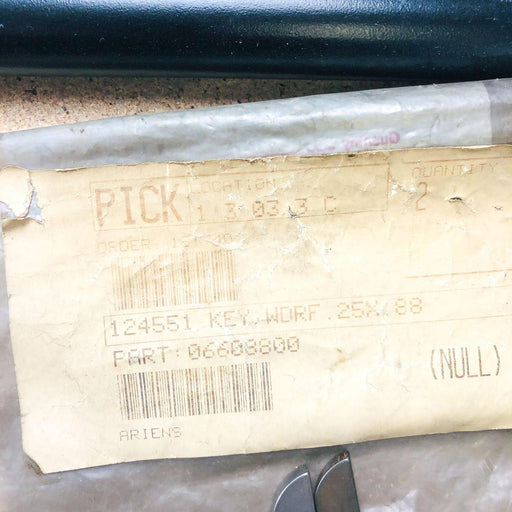 PICK
LOCATION
1 3 03 3 C
QUANTITY
2
ORDER
124551 KEY, WDRF .25X.88
PART: 06608800
(NULL)
ARIENS